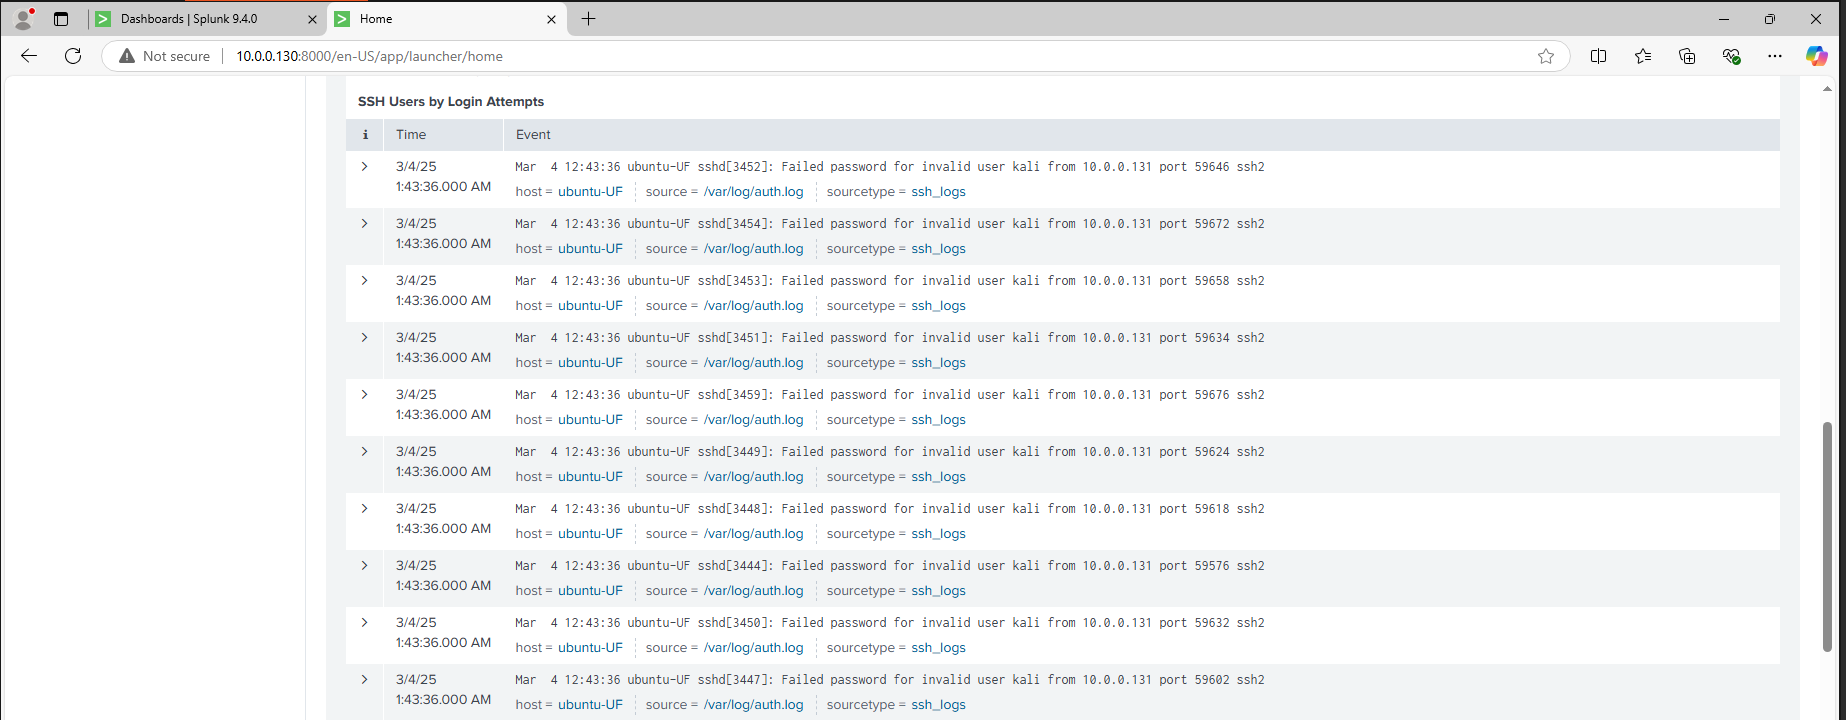 Dashboards | Splunk 9.4.0
Home
Not secure
10.0.0.130:8000/en-US/app/launcher/home
SSH Users by Login Attempts
i Time Event
3/4/25 Mar  4 12:43:36 ubuntu-UF sshd[3452]: Failed password for invalid user kali from 10.0.0.131 port 59646 ssh2
1:43:36.000 AM host = ubuntu-UF source = /var/log/auth.log sourcetype = ssh_logs
3/4/25 Mar  4 12:43:36 ubuntu-UF sshd[3454]: Failed password for invalid user kali from 10.0.0.131 port 59672 ssh2
1:43:36.000 AM host = ubuntu-UF source = /var/log/auth.log sourcetype = ssh_logs
3/4/25 Mar  4 12:43:36 ubuntu-UF sshd[3453]: Failed password for invalid user kali from 10.0.0.131 port 59658 ssh2
1:43:36.000 AM host = ubuntu-UF source = /var/log/auth.log sourcetype = ssh_logs
3/4/25 Mar  4 12:43:36 ubuntu-UF sshd[3451]: Failed password for invalid user kali from 10.0.0.131 port 59634 ssh2
1:43:36.000 AM host = ubuntu-UF source = /var/log/auth.log sourcetype = ssh_logs
3/4/25 Mar  4 12:43:36 ubuntu-UF sshd[3459]: Failed password for invalid user kali from 10.0.0.131 port 59676 ssh2
1:43:36.000 AM host = ubuntu-UF source = /var/log/auth.log sourcetype = ssh_logs
3/4/25 Mar  4 12:43:36 ubuntu-UF sshd[3449]: Failed password for invalid user kali from 10.0.0.131 port 59624 ssh2
1:43:36.000 AM host = ubuntu-UF source = /var/log/auth.log sourcetype = ssh_logs
3/4/25 Mar  4 12:43:36 ubuntu-UF sshd[3448]: Failed password for invalid user kali from 10.0.0.131 port 59618 ssh2
1:43:36.000 AM host = ubuntu-UF source = /var/log/auth.log sourcetype = ssh_logs
3/4/25 Mar  4 12:43:36 ubuntu-UF sshd[3444]: Failed password for invalid user kali from 10.0.0.131 port 59576 ssh2
1:43:36.000 AM host = ubuntu-UF source = /var/log/auth.log sourcetype = ssh_logs
3/4/25 Mar  4 12:43:36 ubuntu-UF sshd[3450]: Failed password for invalid user kali from 10.0.0.131 port 59632 ssh2
1:43:36.000 AM host = ubuntu-UF source = /var/log/auth.log sourcetype = ssh_logs
3/4/25 Mar  4 12:43:36 ubuntu-UF sshd[3447]: Failed password for invalid user kali from 10.0.0.131 port 59602 ssh2
1:43:36.000 AM host = ubuntu-UF source = /var/log/auth.log sourcetype = ssh_logs